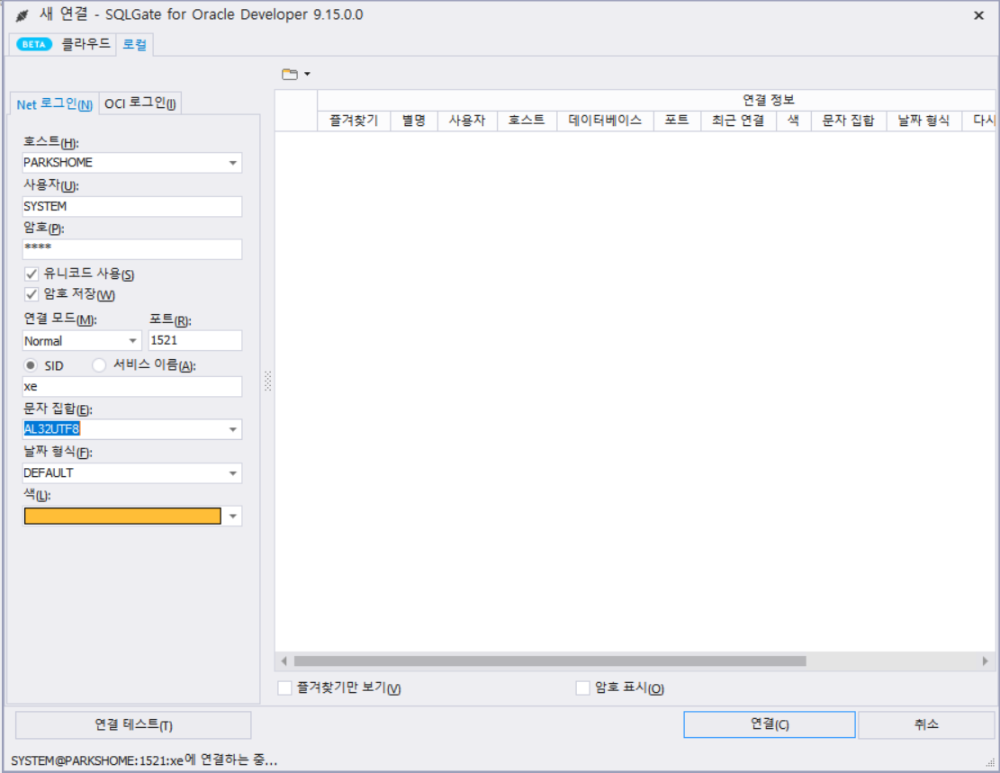 새 연결 - SQLGate for Oracle Developer 9.15.0.0
BETA 클라우드 로컬
Net 로그인(N) OCI 로그인(I)
호스트(H):
PARKSHOME
사용자(U):
SYSTEM
암호(P):
****
유니코드 사용(S)
암호 저장(W)
연결 모드(M): 포트(R):
Normal 1521
SID 서비스 이름(A):
xe
문자 집합(E):
AL32UTF8
날짜 형식(F):
DEFAULT
색(L):
연결 정보
즐겨찾기 별명 사용자 호스트 데이터베이스 포트 최근 연결 색 문자 집합 날짜 형식 다시
즐겨찾기만 보기(V) 암호 표시(O)
연결 테스트(T) 연결(C) 취소
SYSTEM@PARKSHOME:1521:xe에 연결하는 중...